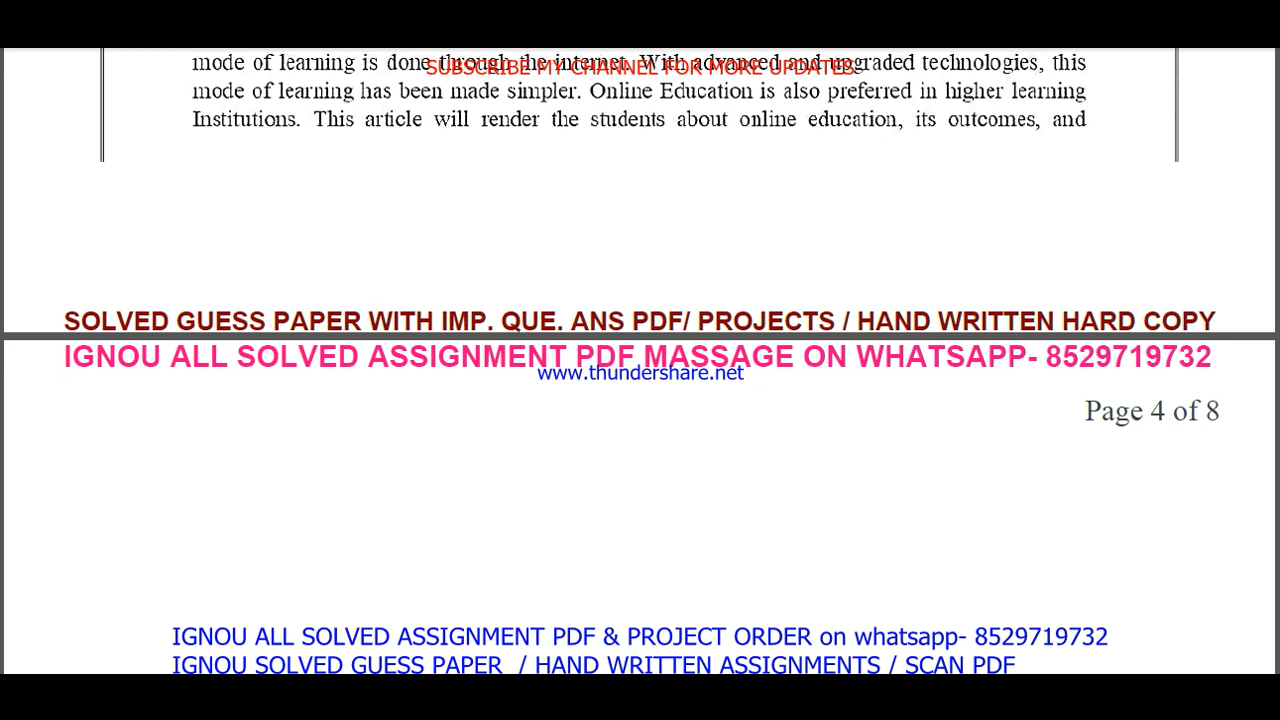 mode of learning is done through the internet. With advanced and upgraded technologies, this
SUBSCRIBE MY CHANNEL FOR MORE UPDATES
mode of learning has been made simpler. Online Education is also preferred in higher learning
Institutions. This article will render the students about online education, its outcomes, and
SOLVED GUESS PAPER WITH IMP. QUE. ANS PDF/ PROJECTS / HAND WRITTEN HARD COPY
IGNOU ALL SOLVED ASSIGNMENT PDF MASSAGE ON WHATSAPP- 8529719732
www.thundershare.net
Page 4 of 8
IGNOU ALL SOLVED ASSIGNMENT PDF & PROJECT ORDER on whatsapp- 8529719732
IGNOU SOLVED GUESS PAPER / HAND WRITTEN ASSIGNMENTS / SCAN PDF